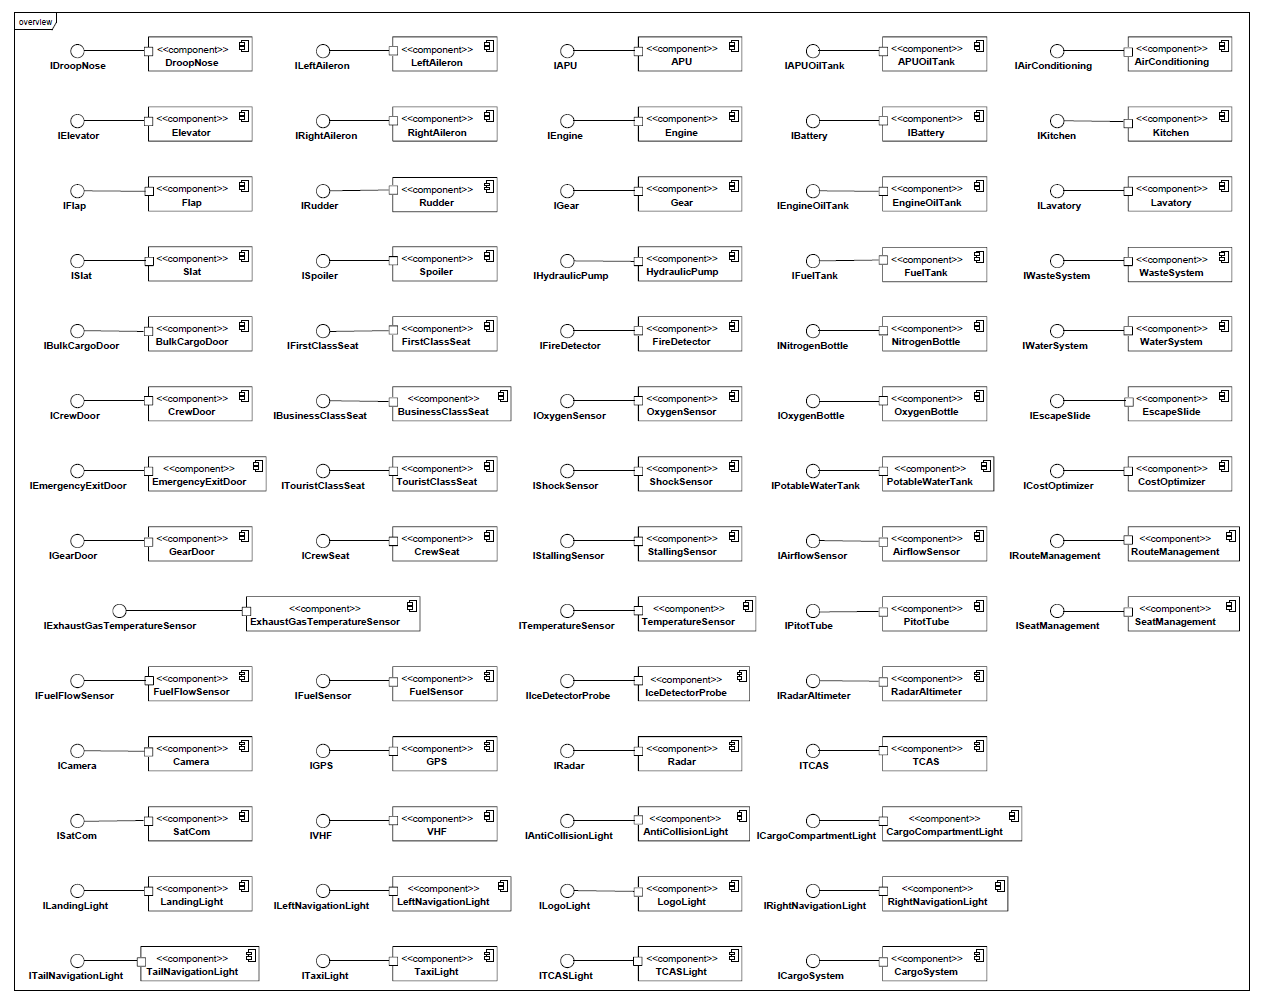 overview
<<component>>
DroopNose
IDroopNose
<<component>>
LeftAileron
ILeftAileron
<<component>>
APU
IAPU
<<component>>
APUOilTank
IAPUOilTank
<<component>>
AirConditioning
IAirConditioning
<<component>>
Elevator
IElevator
<<component>>
RightAileron
IRightAileron
<<component>>
Engine
IEngine
<<component>>
IBattery
IBattery
<<component>>
Kitchen
IKitchen
<<component>>
Flap
IFlap
<<component>>
Rudder
IRudder
<<component>>
Gear
IGear
<<component>>
EngineOilTank
IEngineOilTank
<<component>>
Lavatory
ILavatory
<<component>>
Slat
ISlat
<<component>>
Spoiler
ISpoiler
<<component>>
HydraulicPump
IHydraulicPump
<<component>>
FuelTank
IFuelTank
<<component>>
WasteSystem
IWasteSystem
<<component>>
BulkCargoDoor
IBulkCargoDoor
<<component>>
FirstClassSeat
IFirstClassSeat
<<component>>
FireDetector
IFireDetector
<<component>>
NitrogenBottle
INitrogenBottle
<<component>>
WaterSystem
IWaterSystem
<<component>>
CrewDoor
ICrewDoor
<<component>>
BusinessClassSeat
IBusinessClassSeat
<<component>>
OxygenSensor
IOxygenSensor
<<component>>
OxygenBottle
IOxygenBottle
<<component>>
EscapeSlide
IEscapeSlide
<<component>>
EmergencyExitDoor
IEmergencyExitDoor
<<component>>
TouristClassSeat
ITouristClassSeat
<<component>>
ShockSensor
IShockSensor
<<component>>
PotableWaterTank
IPotableWaterTank
<<component>>
CostOptimizer
ICostOptimizer
<<component>>
GearDoor
IGearDoor
<<component>>
CrewSeat
ICrewSeat
<<component>>
StallingSensor
IStallingSensor
<<component>>
AirflowSensor
IAirflowSensor
<<component>>
RouteManagement
IRouteManagement
<<component>>
ExhaustGasTemperatureSensor
IExhaustGasTemperatureSensor
<<component>>
TemperatureSensor
ITemperatureSensor
<<component>>
PitotTube
IPitotTube
<<component>>
SeatManagement
ISeatManagement
<<component>>
FuelFlowSensor
IFuelFlowSensor
<<component>>
FuelSensor
IFuelSensor
<<component>>
IceDetectorProbe
IIceDetectorProbe
<<component>>
RadarAltimeter
IRadarAltimeter
<<component>>
Camera
ICamera
<<component>>
GPS
IGPS
<<component>>
Radar
IRadar
<<component>>
TCAS
ITCAS
<<component>>
SatCom
ISatCom
<<component>>
VHF
IVHF
<<component>>
AntiCollisionLight
IAntiCollisionLight
<<component>>
CargoCompartmentLight
ICargoCompartmentLight
<<component>>
LandingLight
ILandingLight
<<component>>
LeftNavigationLight
ILeftNavigationLight
<<component>>
LogoLight
ILogoLight
<<component>>
RightNavigationLight
IRightNavigationLight
<<component>>
TailNavigationLight
ITailNavigationLight
<<component>>
TaxiLight
ITaxiLight
<<component>>
TCASLight
ITCASLight
<<component>>
CargoSystem
ICargoSystem